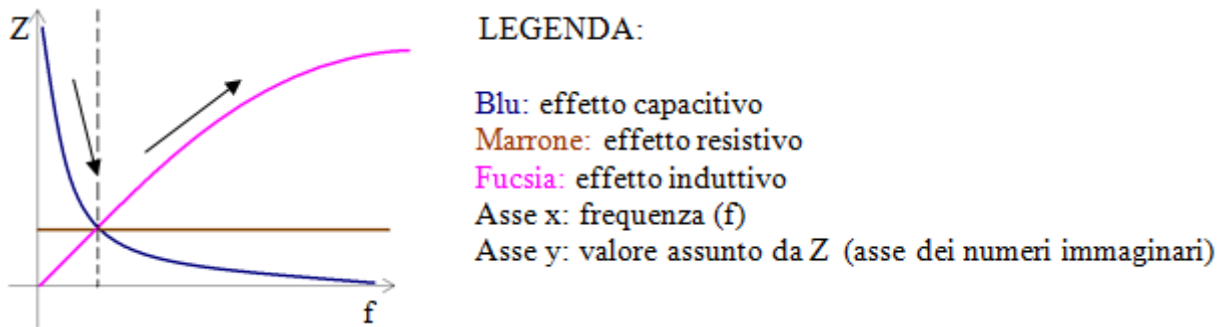 Z
f
LEGENDA:
Blu: effetto capacitivo
Marrone: effetto resistivo
Fucsia: effetto induttivo
Asse x: frequenza (f)
Asse y: valore assunto da Z (asse dei numeri immaginari)